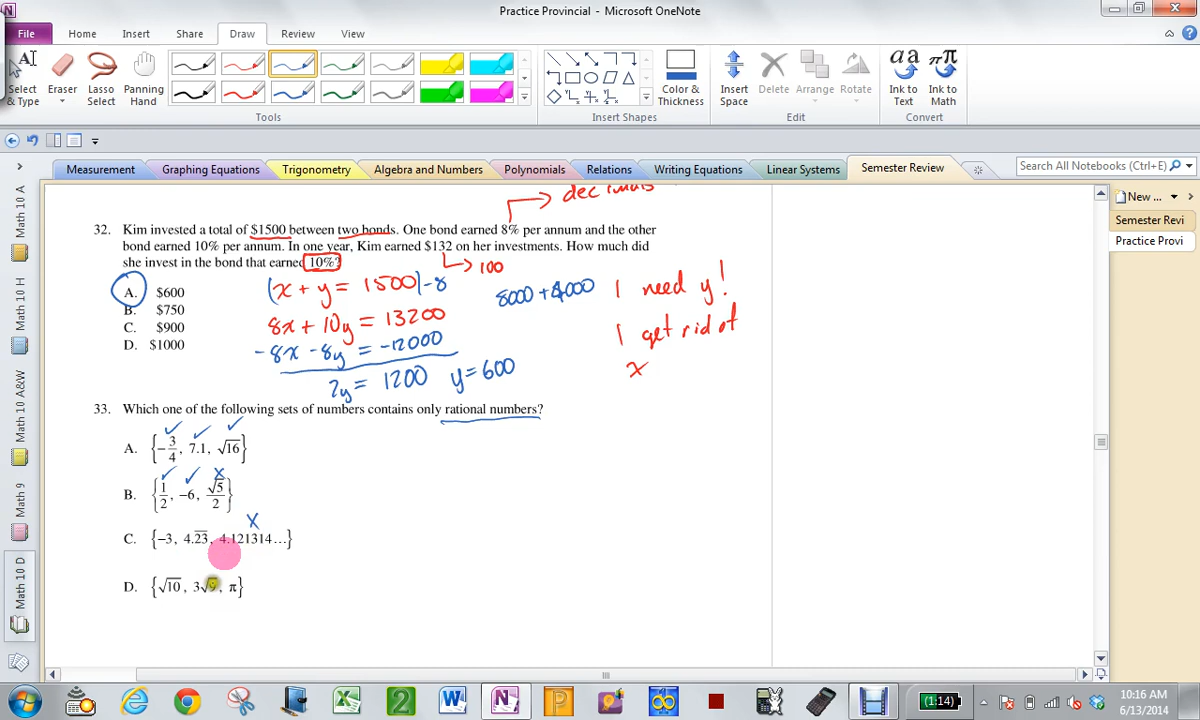 Practice Provincial - Microsoft OneNote
File Home Insert Share Draw Review View
Select & Type
Eraser
Lasso Select
Panning Hand
Color & Thickness
Insert Space
Delete
Arrange
Rotate
Ink to Text
Ink to Math
Tools
Insert Shapes
Edit
Convert
Measurement Graphing Equations Trigonometry Algebra and Numbers Polynomials Relations Writing Equations Linear Systems Semester Review
Search All Notebooks (Ctrl+E)
New ...
Semester Revi
Practice Provi
Math 10 A
Math 10 H
Math 10 A&W
Math 9
Math 10 D
decimals
32. Kim invested a total of $1500 between two bonds. One bond earned 8% per annum and the other
bond earned 10% per annum. In one year, Kim earned $132 on her investments. How much did
she invest in the bond that earned 10%?
100
A. $600
B. $750
C. $900
D. $1000
(x + y = 1500) -8
8x + 10y = 13200
-8x - 8y = -12000
2y = 1200 y = 600
8000 + 4000
I need y!
I get rid of
x
33. Which one of the following sets of numbers contains only rational numbers?
A. {-3/4, 7.1, √16}
B. {1/2, -6, √5/2}
C. {-3, 4.2̅3̅, 4.121314...}
D. {√10, 3√9, π}
(1:14)
10:16 AM
6/13/2014